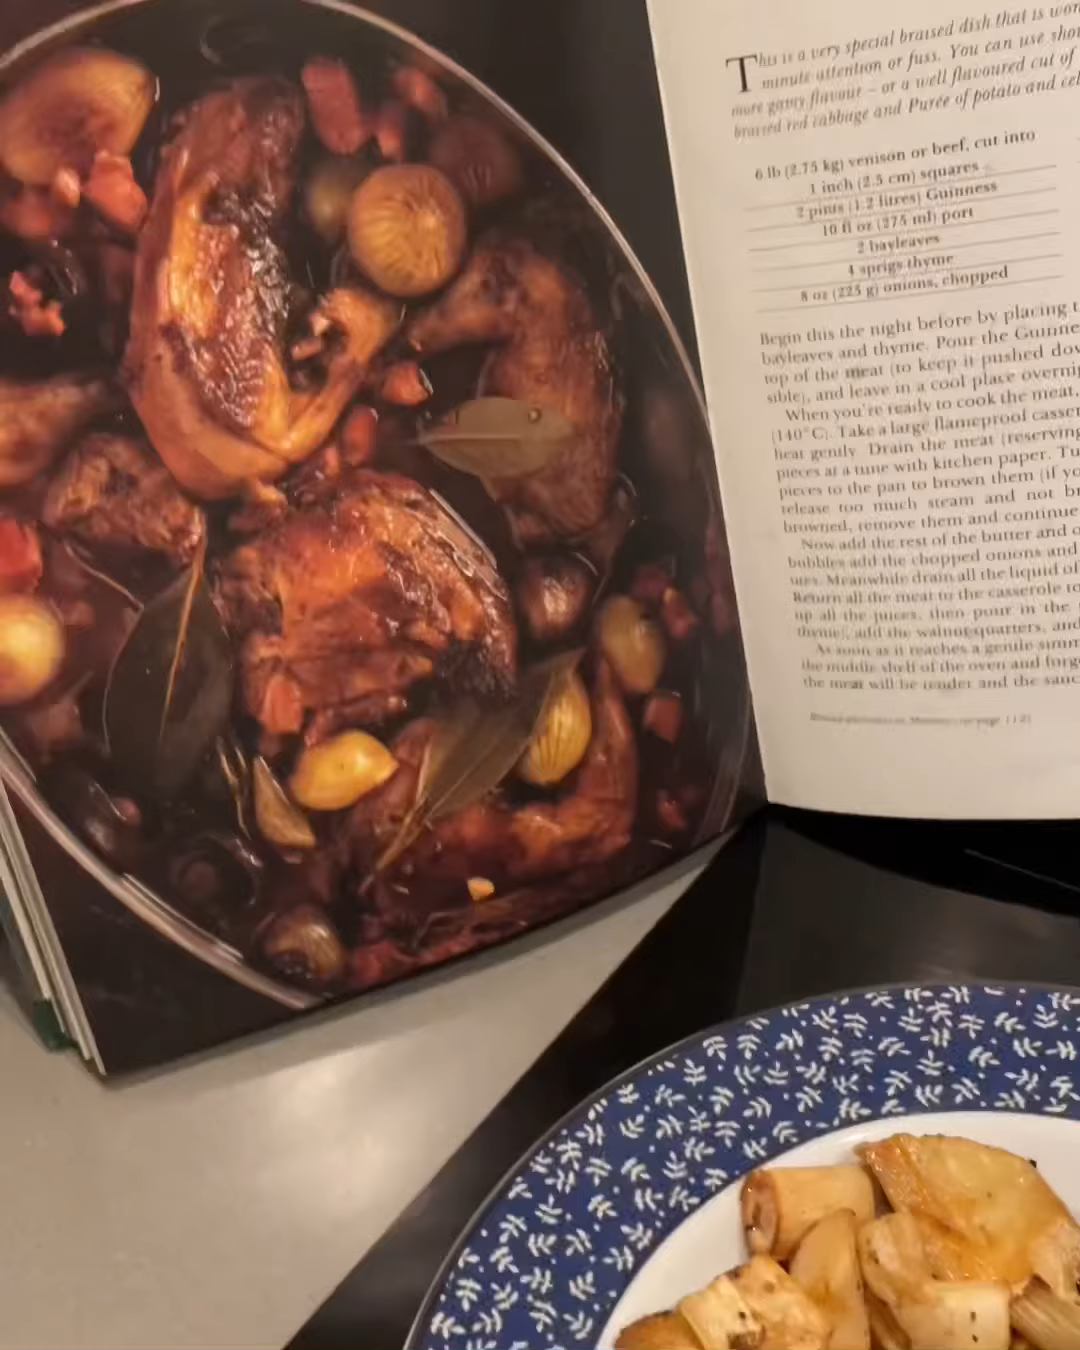 This is a very special braised dish that is wor
minute attention or fuss. You can use sho
more gamy flavour – or a well flavoured cut of
braised red cabbage and Purée of potato and cel
6 lb (2.75 kg) venison or beef, cut into
1 inch (2.5 cm) squares
2 pints (1.2 litres) Guinness
10 fl oz (275 ml) port
2 bayleaves
4 sprigs thyme
8 oz (225 g) onions, chopped
Begin this the night before by placing t
bayleaves and thyme. Pour the Guinne
top of the meat (to keep it pushed dow
sible), and leave in a cool place overnig
When you're ready to cook the meat,
(140°C). Take a large flameproof casser
heat gently. Drain the meat (reserving
pieces at a time with kitchen paper. Tu
pieces to the pan to brown them (if yo
release too much steam and not br
browned, remove them and continue
Now add the rest of the butter and o
bubbles add the chopped onions and
utes. Meanwhile drain all the liquid of
Return all the meat to the casserole to
up all the juices, then pour in the
thyme), add the walnut quarters, and
As soon as it reaches a gentle simm
the middle shelf of the oven and forge
the meat will be tender and the sauc